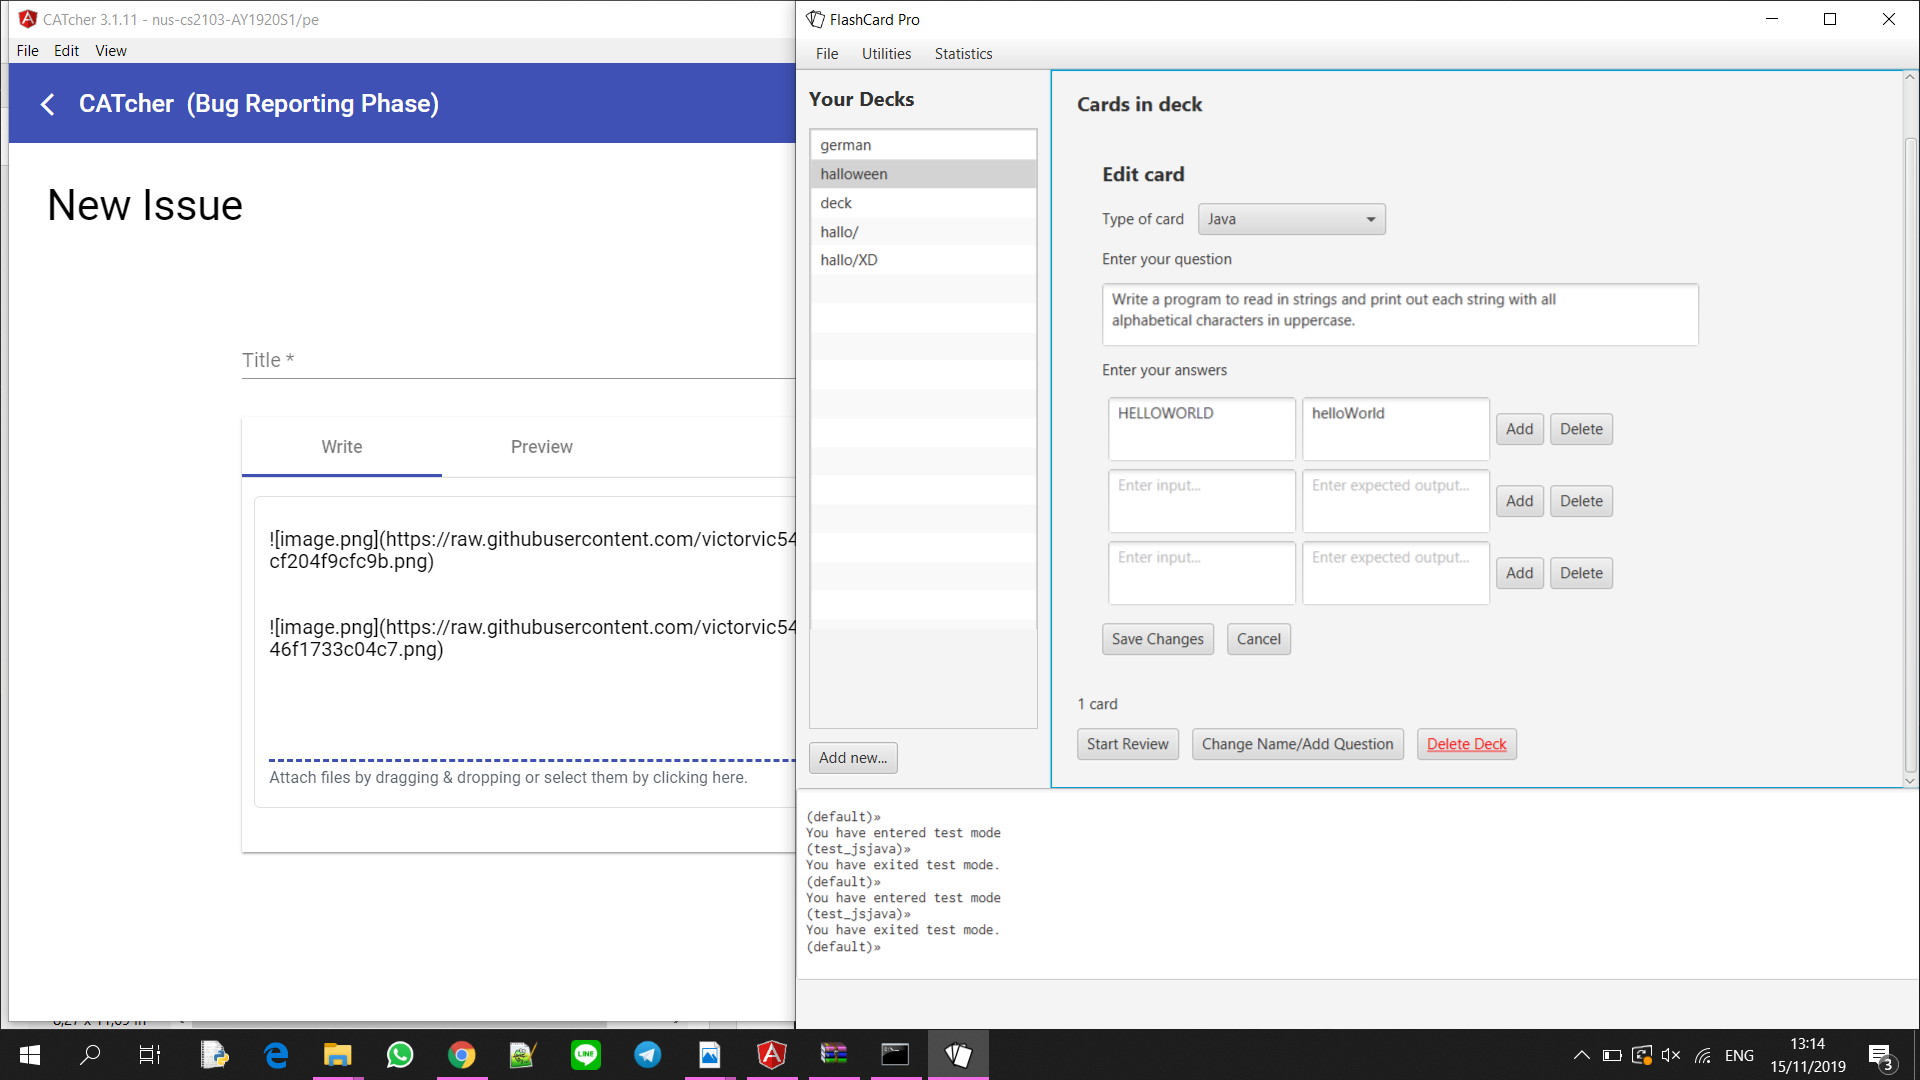 CATcher 3.1.11 - nus-cs2103-AY1920S1/pe
File Edit View
CATcher (Bug Reporting Phase)
New Issue
Title *
Write Preview
![image.png](https://raw.githubusercontent.com/victorvic54
cf204f9cfc9b.png)
![image.png](https://raw.githubusercontent.com/victorvic54
46f1733c04c7.png)
Attach files by dragging & dropping or select them by clicking here.
FlashCard Pro
File Utilities Statistics
Your Decks
german
halloween
deck
hallo/
hallo/XD
Add new...
Cards in deck
Edit card
Type of card Java
Enter your question
Write a program to read in strings and print out each string with all
alphabetical characters in uppercase.
Enter your answers
HELLOWORLD helloWorld Add Delete
Enter input... Enter expected output... Add Delete
Enter input... Enter expected output... Add Delete
Save Changes Cancel
1 card
Start Review Change Name/Add Question Delete Deck
(default)»
You have entered test mode
(test_jsjava)»
You have exited test mode.
(default)»
You have entered test mode
(test_jsjava)»
You have exited test mode.
(default)»
LINE
ENG
13:14
15/11/2019
3